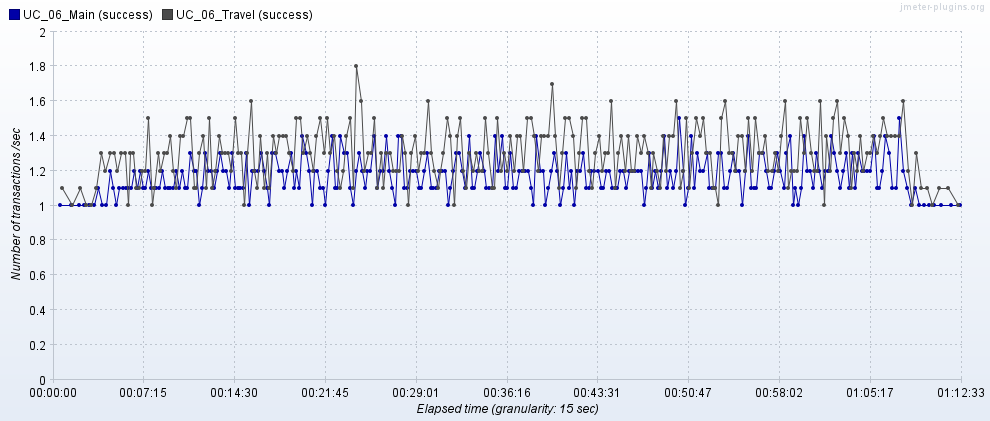 UC_06_Main (success) UC_06_Travel (success)
jmeter-plugins.org
2
1.8
1.6
1.4
1.2
1
0.8
0.6
0.4
0.2
0
Number of transactions/sec
00:00:00 00:07:15 00:14:30 00:21:45 00:29:01 00:36:16 00:43:31 00:50:47 00:58:02 01:05:17 01:12:33
Elapsed time (granularity: 15 sec)